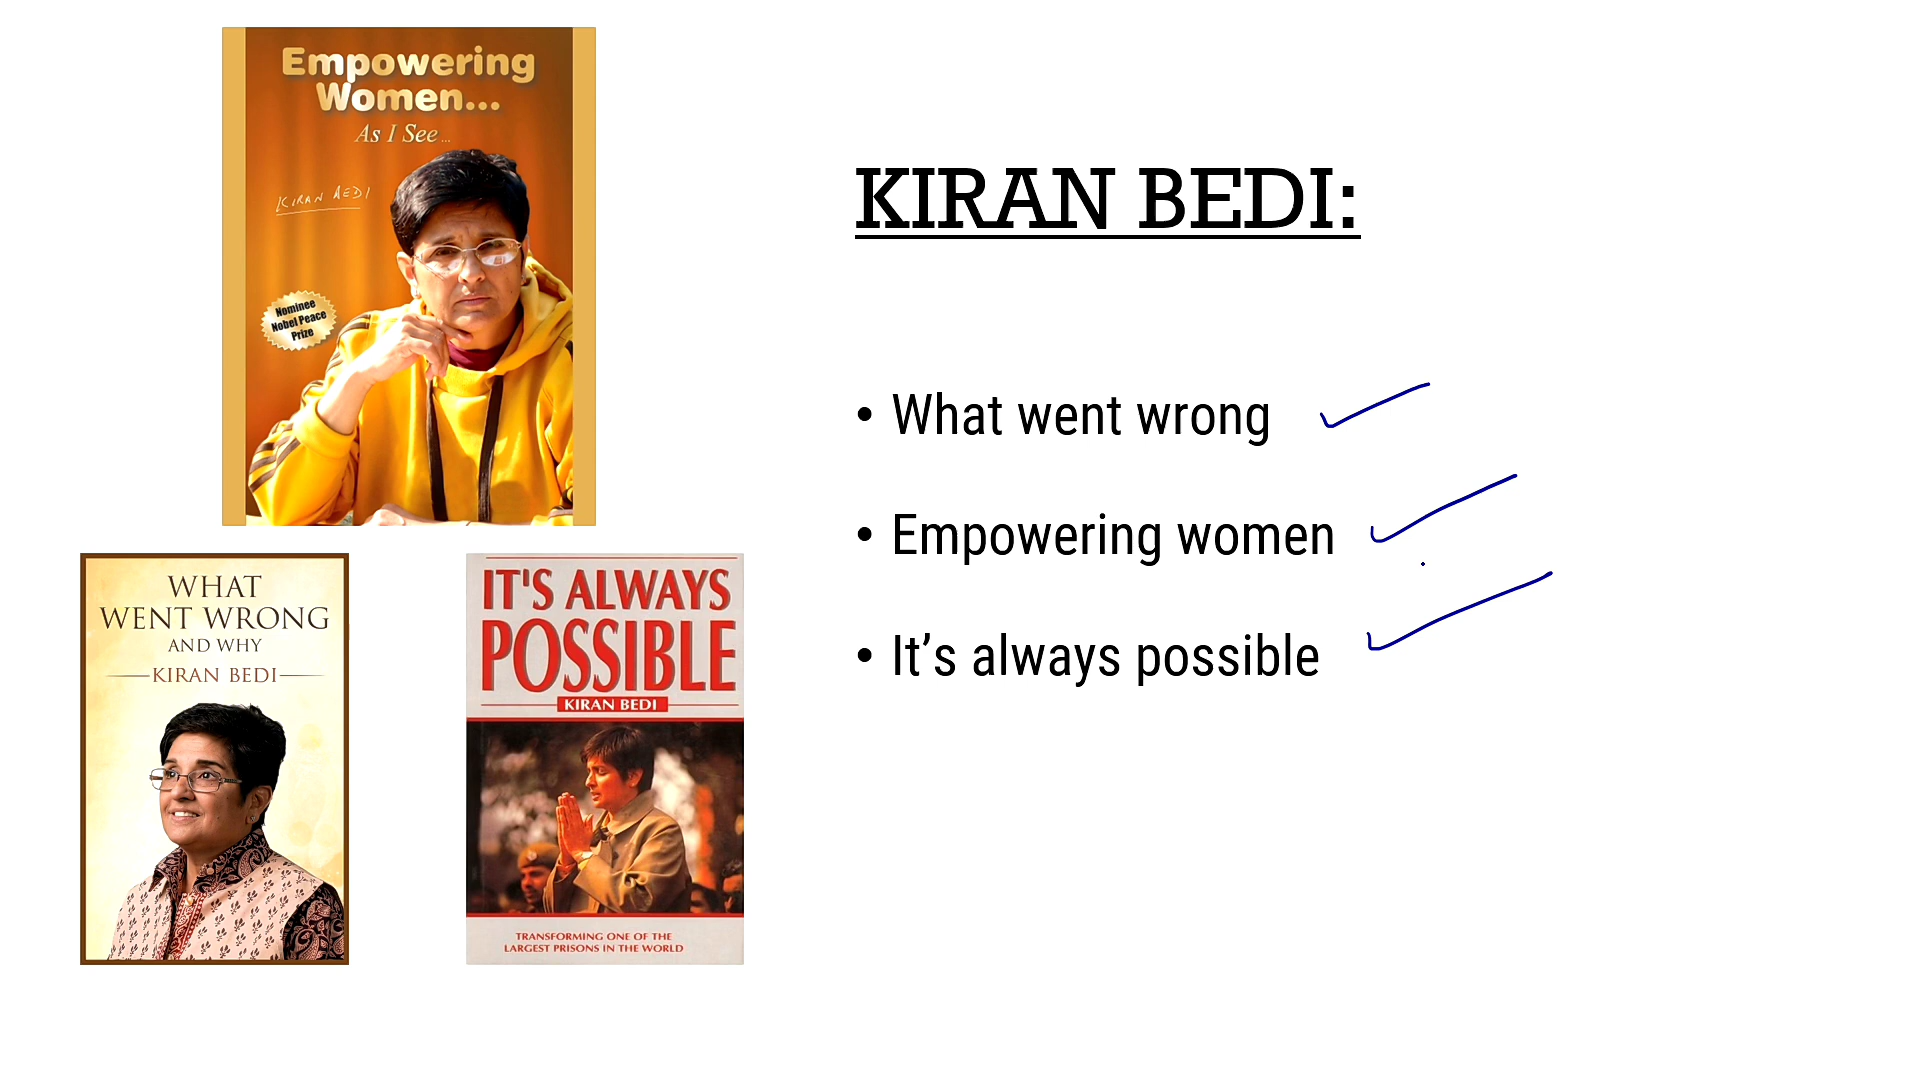 Empowering
Women...
As I See...
KIRAN BEDI
Nominee
Nobel Peace
Prize
WHAT
WENT WRONG
AND WHY
KIRAN BEDI
IT'S ALWAYS
POSSIBLE
KIRAN BEDI
TRANSFORMING ONE OF THE
LARGEST PRISONS IN THE WORLD
KIRAN BEDI:
• What went wrong
• Empowering women
• It’s always possible